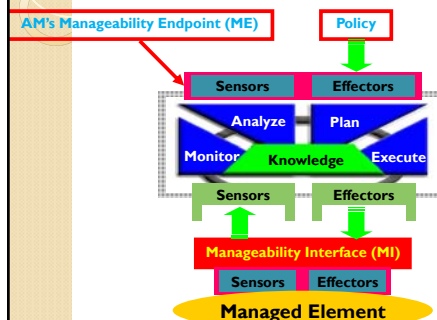 AM's Manageability Endpoint (ME)
Policy
Sensors
Effectors
Analyze
Plan
Monitor
Knowledge
Execute
Sensors
Effectors
Manageability Interface (MI)
Sensors
Effectors
Managed Element